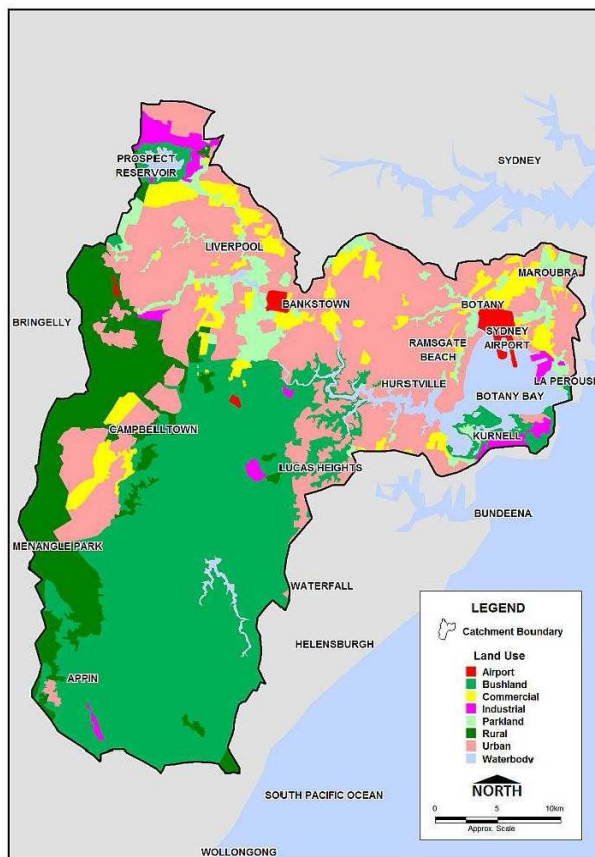 SYDNEY
PROSPECT
RESERVOIR
LIVERPOOL
MAROUBRA
BANKSTOWN
BOTANY
SYDNEY
AIRPORT
BRINGELLY
RAMSGATE
BEACH
LA PEROUSE
HURSTVILLE
BOTANY BAY
CAMPBELLTOWN
KURNELL
LUCAS HEIGHTS
BUNDEENA
MENANGLE PARK
WATERFALL
HELENSBURGH
APPIN
SOUTH PACIFIC OCEAN
WOLLONGONG
LEGEND
Catchment Boundary
Land Use
Airport
Bushland
Commercial
Industrial
Parkland
Rural
Urban
Waterbody
NORTH
0 5 10km
Approx. Scale